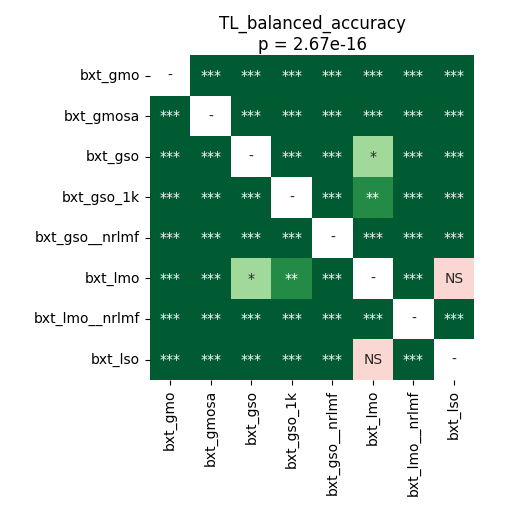 TL_balanced_accuracy
p = 2.67e-16
bxt_gmo - *** *** *** *** *** *** ***
bxt_gmosa *** - *** *** *** *** *** ***
bxt_gso *** *** - *** *** * *** ***
bxt_gso_1k *** *** *** - *** ** *** ***
bxt_gso__nrlmf *** *** *** *** - *** *** ***
bxt_lmo *** *** * ** *** - *** NS
bxt_lmo__nrlmf *** *** *** *** *** *** - ***
bxt_lso *** *** *** *** *** NS *** -
bxt_gmo
bxt_gmosa
bxt_gso
bxt_gso_1k
bxt_gso__nrlmf
bxt_lmo
bxt_lmo__nrlmf
bxt_lso